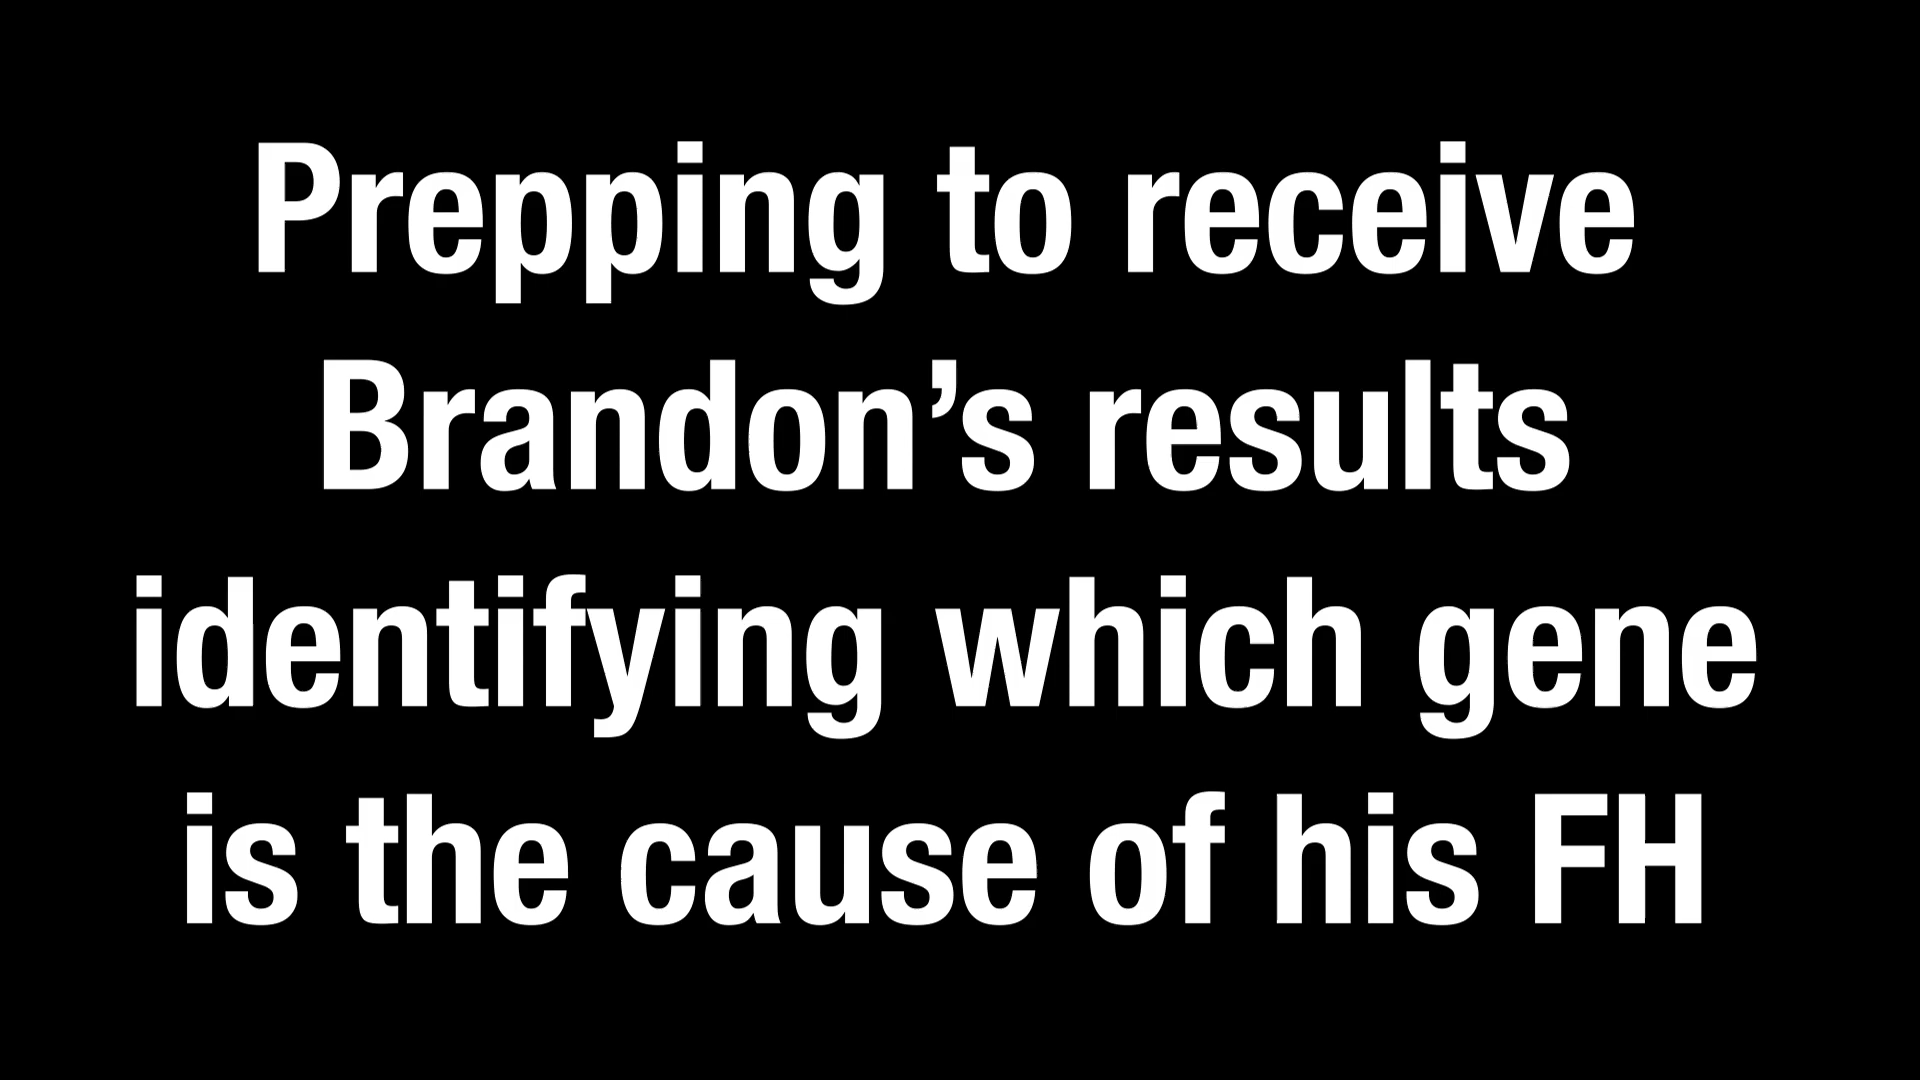 Prepping to receive
Brandon’s results
identifying which gene
is the cause of his FH